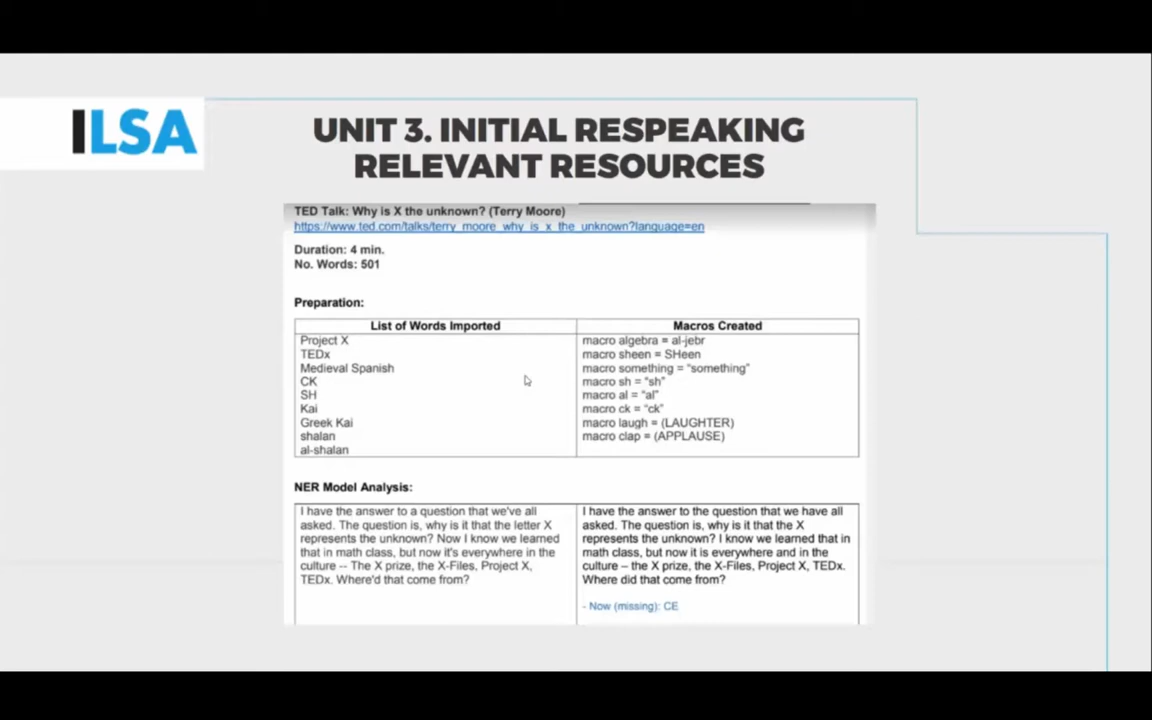 ILSA
UNIT 3. INITIAL RESPEAKING
RELEVANT RESOURCES
TED Talk: Why is X the unknown? (Terry Moore)
https://www.ted.com/talks/terry_moore_why_is_x_the_unknown?language=en
Duration: 4 min.
No. Words: 501
Preparation:
List of Words Imported
Project X
TEDx
Medieval Spanish
CK
SH
Kai
Greek Kai
shalan
al-shalan
Macros Created
macro algebra = al-jebr
macro sheen = SHeen
macro something = “something”
macro sh = “sh”
macro al = “al”
macro ck = “ck”
macro laugh = (LAUGHTER)
macro clap = (APPLAUSE)
NER Model Analysis:
I have the answer to a question that we've all
asked. The question is, why is it that the letter X
represents the unknown? Now I know we learned
that in math class, but now it's everywhere in the
culture -- The X prize, the X-Files, Project X,
TEDx. Where'd that come from?
I have the answer to the question that we have all
asked. The question is, why is it that the X
represents the unknown? I know we learned that in
math class, but now it is everywhere and in the
culture – the X prize, the X-Files, Project X, TEDx.
Where did that come from?
- Now (missing): CE